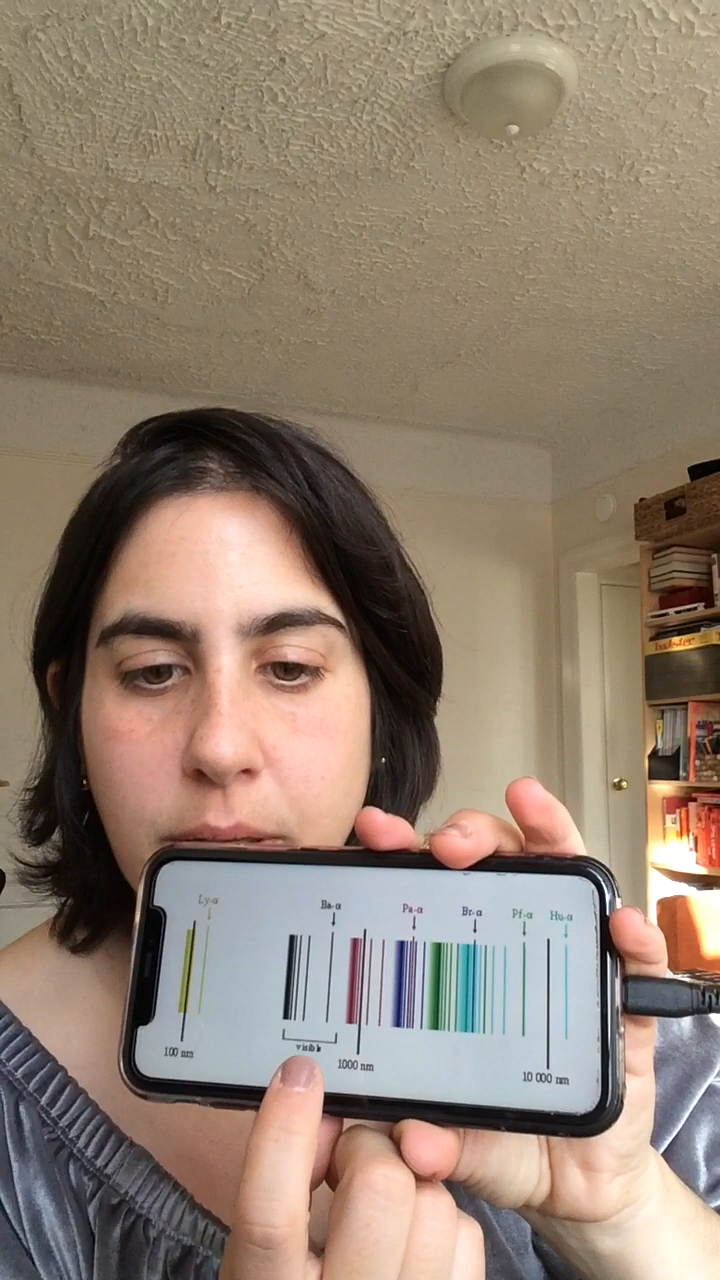 Ly-α
Ba-α
Pa-α
Br-α
Pf-α
Hu-α
visible
100 nm
1000 nm
10 000 nm